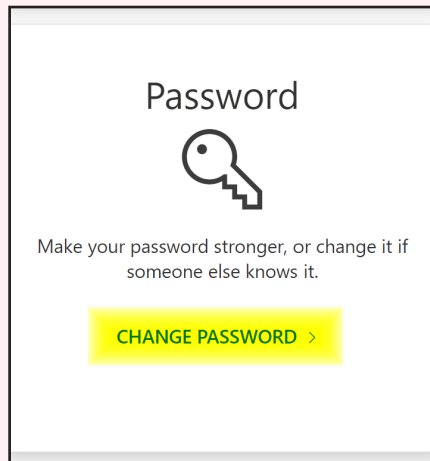 Password
Make your password stronger, or change it if
someone else knows it.
CHANGE PASSWORD >